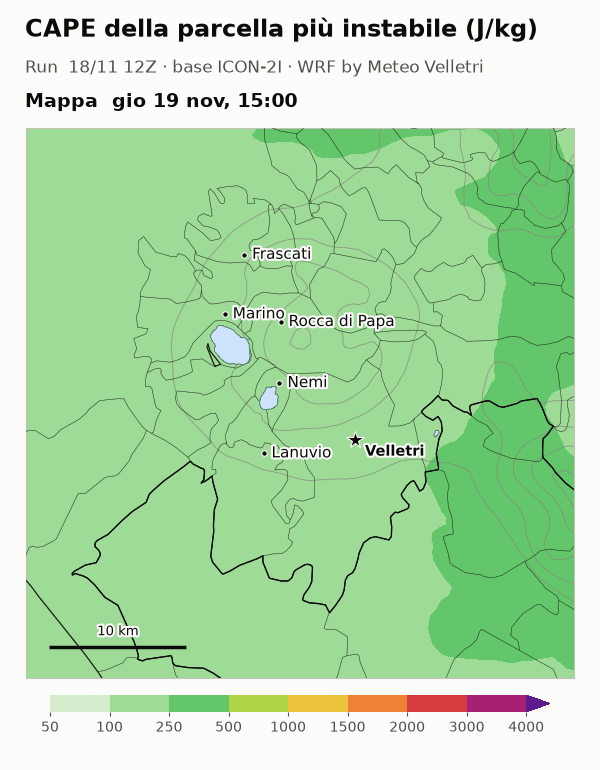 CAPE della parcella più instabile (J/kg)
Run  18/11 12Z · base ICON-2I · WRF by Meteo Velletri
Mappa  gio 19 nov, 15:00
Frascati
Marino
Rocca di Papa
Nemi
Velletri
Lanuvio
10 km
50 100 250 500 1000 1500 2000 3000 4000